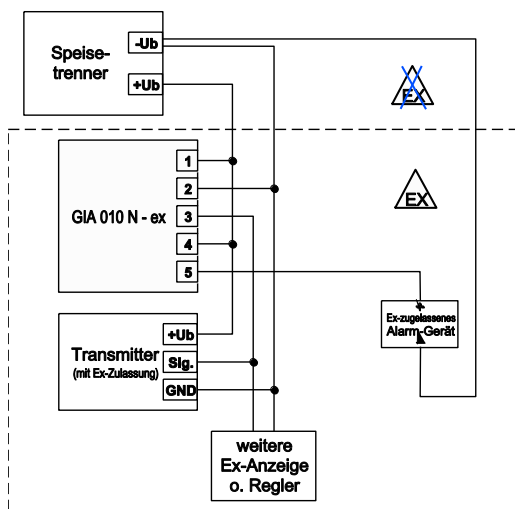 Speise-
trenner
-Ub
+Ub
EX
GIA 010 N - ex
1
2
3
4
5
EX
Ex-zugelassenes
Alarm-Gerät
Transmitter
(mit Ex-Zulassung)
+Ub
Sig.
GND
weitere
Ex-Anzeige
o. Regler